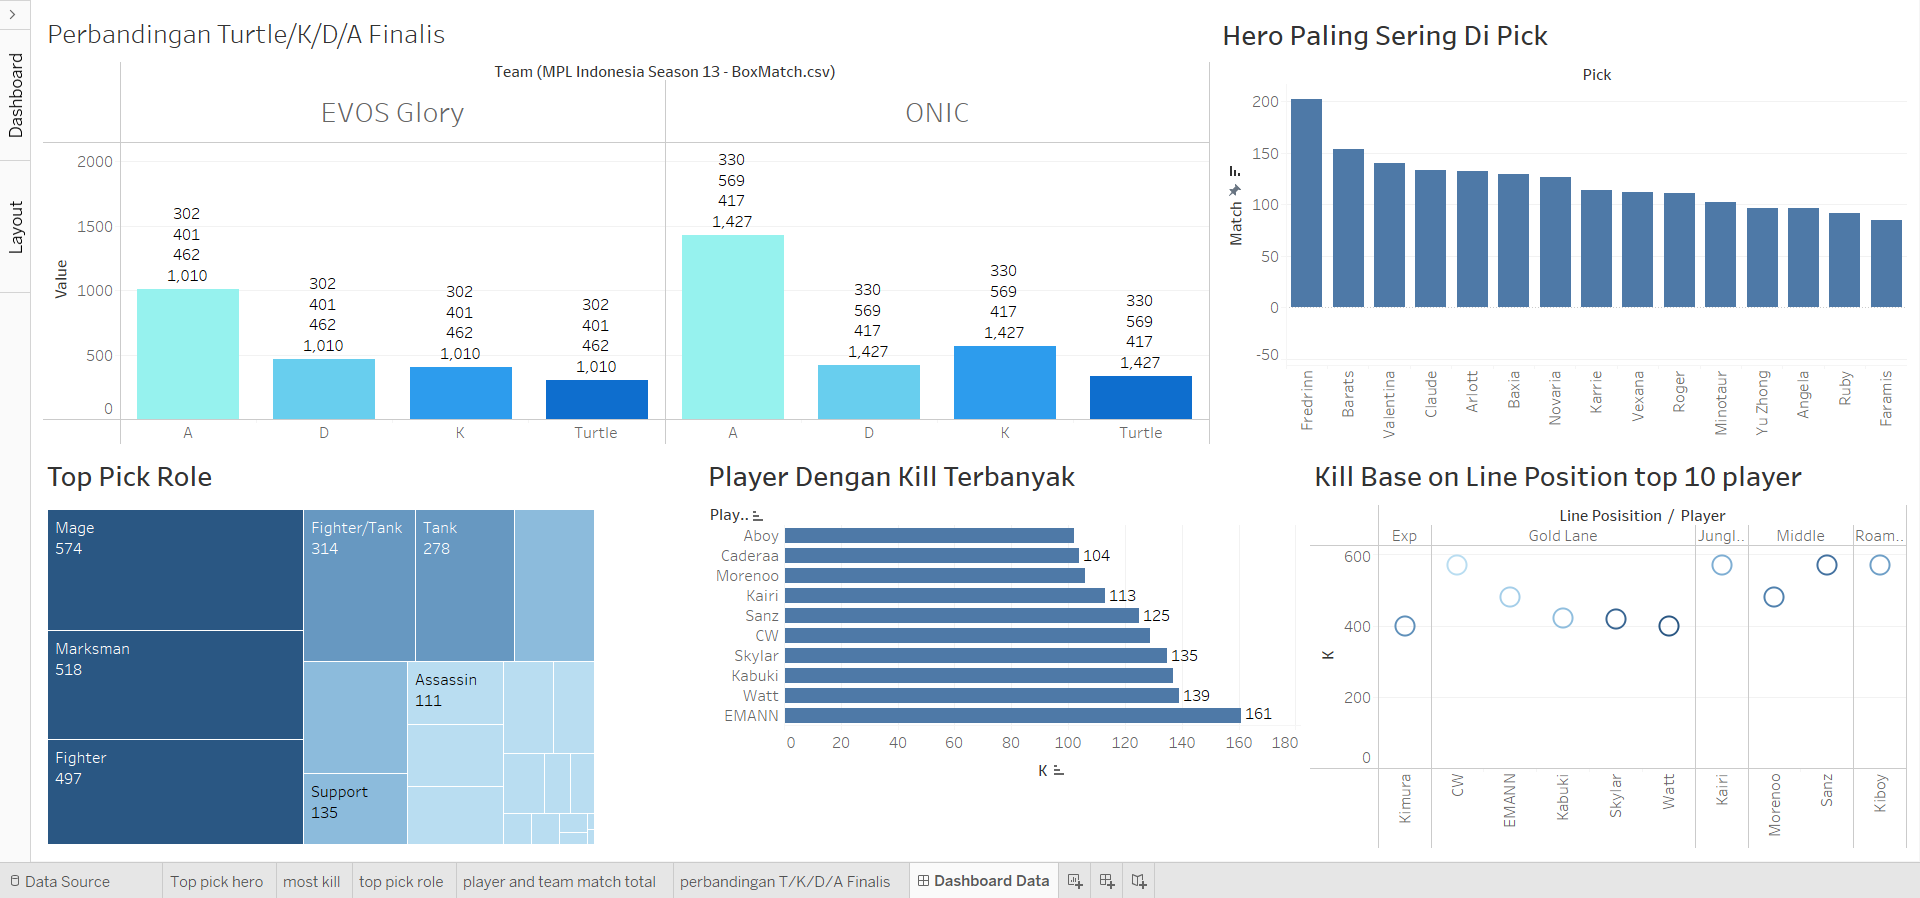 Dashboard
Layout
Perbandingan Turtle/K/D/A Finalis
Team (MPL Indonesia Season 13 - BoxMatch.csv)
EVOS Glory
ONIC
Value
2000
1500
1000
500
0
302
401
462
1,010
302
401
462
1,010
302
401
462
1,010
302
401
462
1,010
330
569
417
1,427
330
569
417
1,427
330
569
417
1,427
330
569
417
1,427
A
D
K
Turtle
A
D
K
Turtle
Hero Paling Sering Di Pick
Pick
Match
200
150
100
50
0
-50
Fredrinn
Barats
Valentina
Claude
Arlott
Baxia
Novaria
Karrie
Vexana
Roger
Minotaur
Yu Zhong
Angela
Ruby
Faramis
Top Pick Role
Mage
574
Marksman
518
Fighter
497
Fighter/Tank
314
Tank
278
Support
135
Assassin
111
Player Dengan Kill Terbanyak
Play..
Aboy
Caderaa 104
Morenoo
Kairi 113
Sanz 125
CW
Skylar 135
Kabuki
Watt 139
EMANN 161
0 20 40 60 80 100 120 140 160 180
K
Kill Base on Line Position top 10 player
Line Posisition / Player
Exp Gold Lane Jungl.. Middle Roam..
K
600
400
200
0
Kimura
CW
EMANN
Kabuki
Skylar
Watt
Kairi
Morenoo
Sanz
Kiboy
Data Source Top pick hero most kill top pick role player and team match total perbandingan T/K/D/A Finalis Dashboard Data